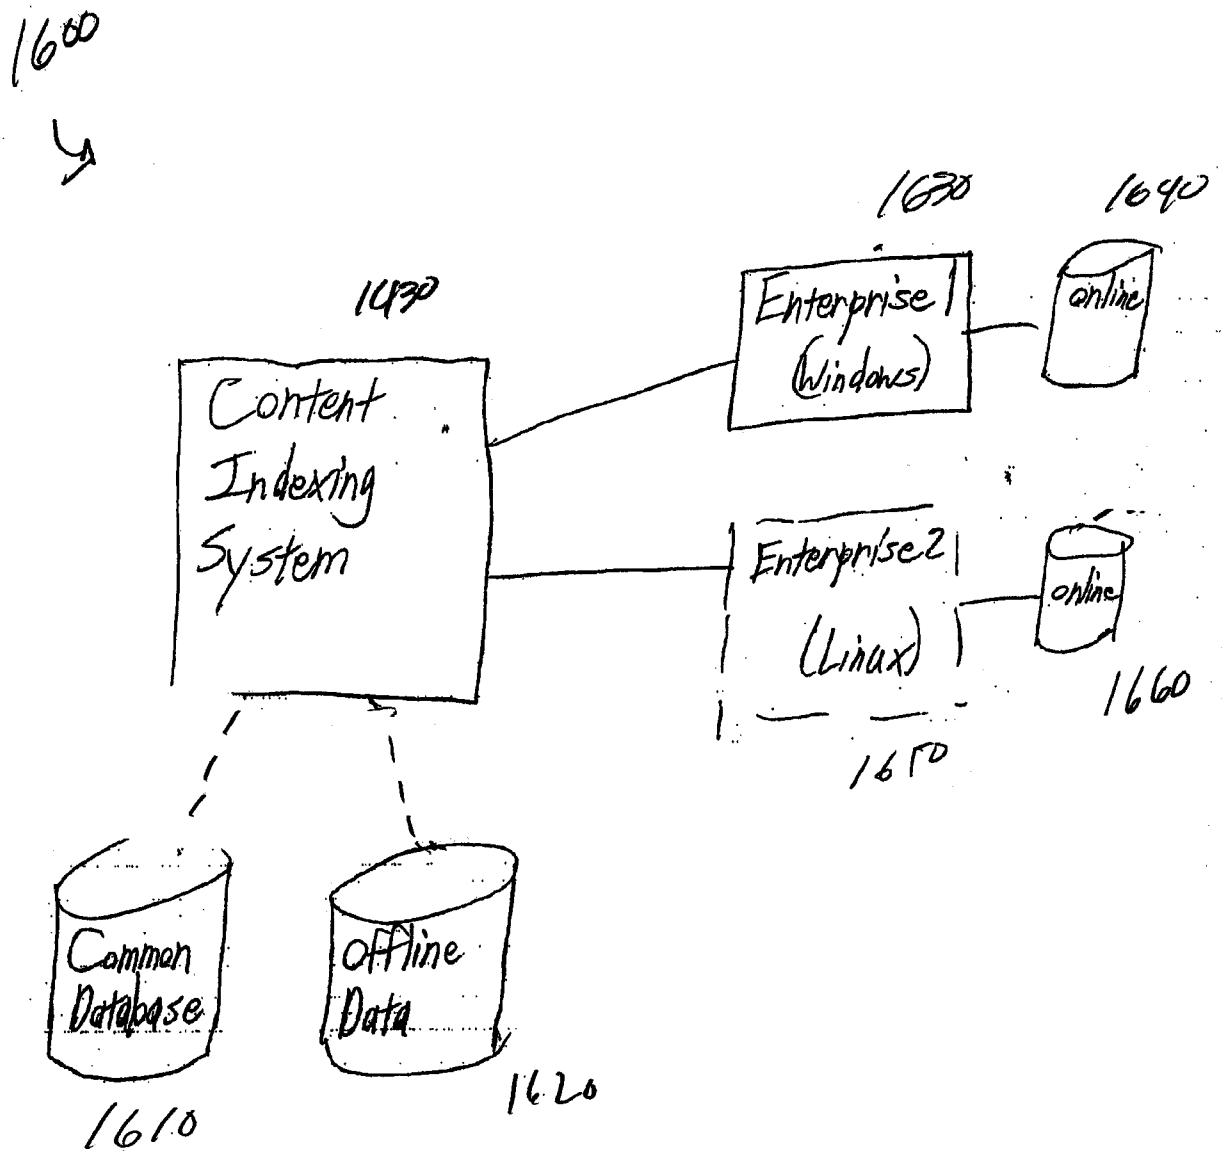 1600
1630
1640
1430
Enterprise 1
(Windows)
online
Content
Indexing
System
Enterprise 2
(Linux)
online
1660
1650
Common
Database
Offline
Data
1620
1610